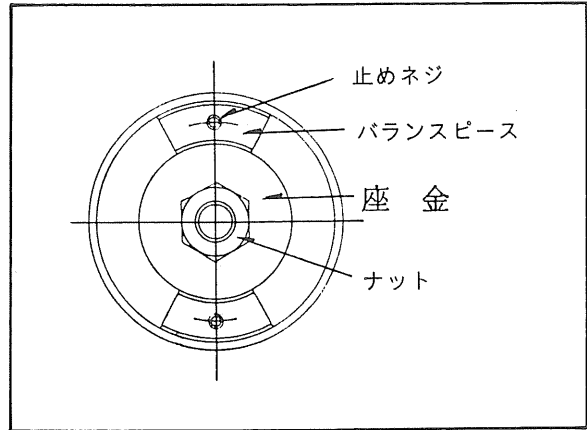 止めネジ
バランスピース
座 金
ナット